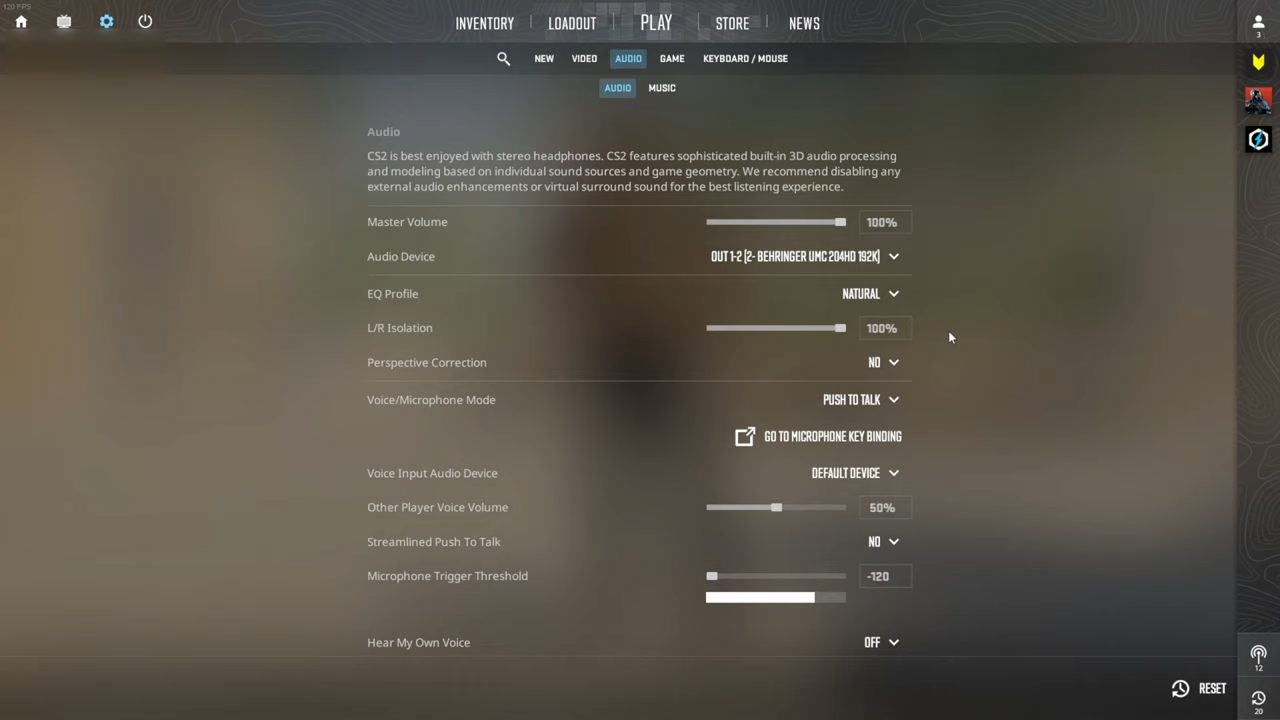 120 FPS
INVENTORY
LOADOUT
PLAY
STORE
NEWS
3
NEW
VIDEO
AUDIO
GAME
KEYBOARD / MOUSE
AUDIO
MUSIC
Audio
CS2 is best enjoyed with stereo headphones. CS2 features sophisticated built-in 3D audio processing
and modeling based on individual sound sources and game geometry. We recommend disabling any
external audio enhancements or virtual surround sound for the best listening experience.
Master Volume 100%
Audio Device OUT 1-2 (2- BEHRINGER UMC 204HD 192K)
EQ Profile NATURAL
L/R Isolation 100%
Perspective Correction NO
Voice/Microphone Mode PUSH TO TALK
GO TO MICROPHONE KEY BINDING
Voice Input Audio Device DEFAULT DEVICE
Other Player Voice Volume 50%
Streamlined Push To Talk NO
Microphone Trigger Threshold -120
Hear My Own Voice OFF
12
RESET
20